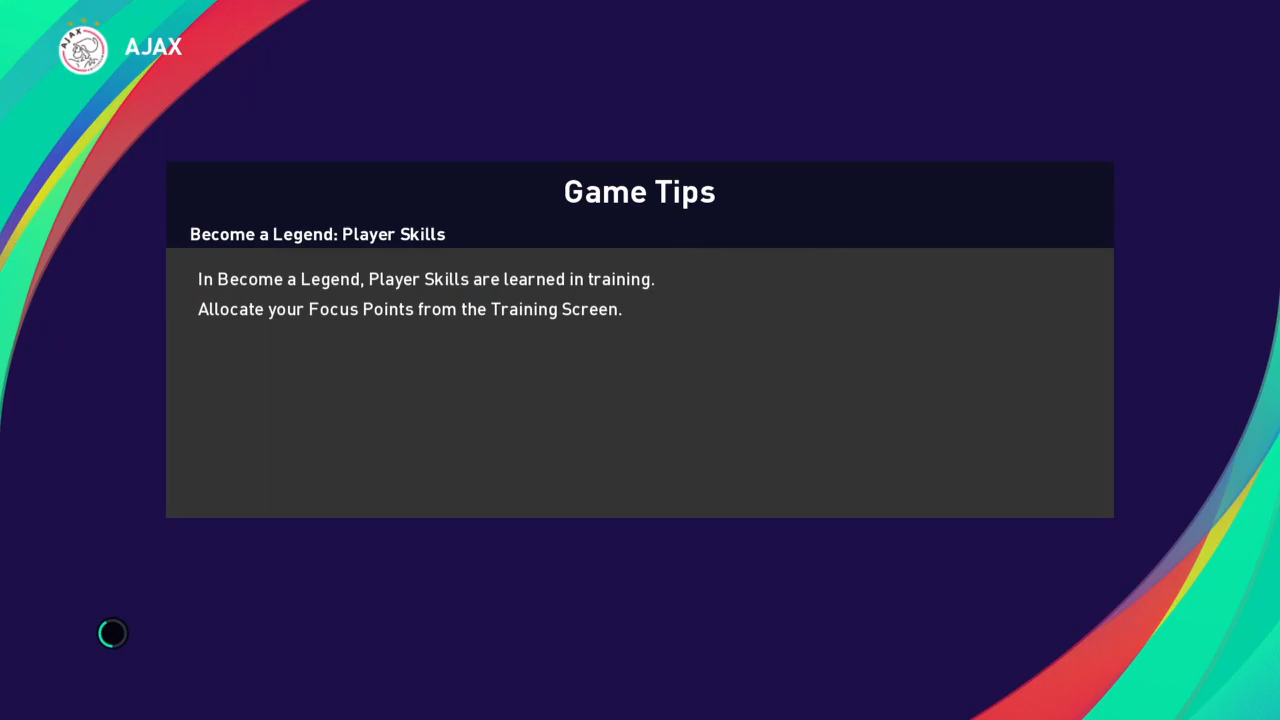 AJAX
AJAX
Game Tips
Become a Legend: Player Skills
In Become a Legend, Player Skills are learned in training.
Allocate your Focus Points from the Training Screen.